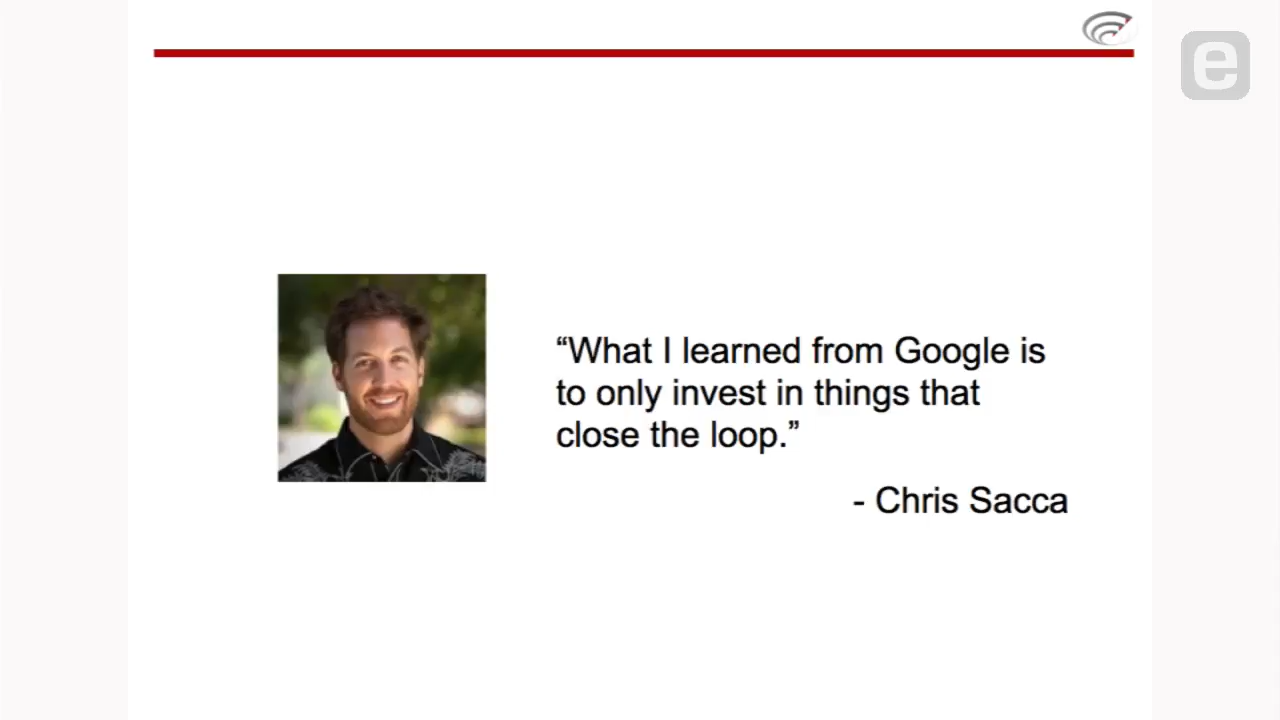 e
“What I learned from Google is
to only invest in things that
close the loop.”
- Chris Sacca